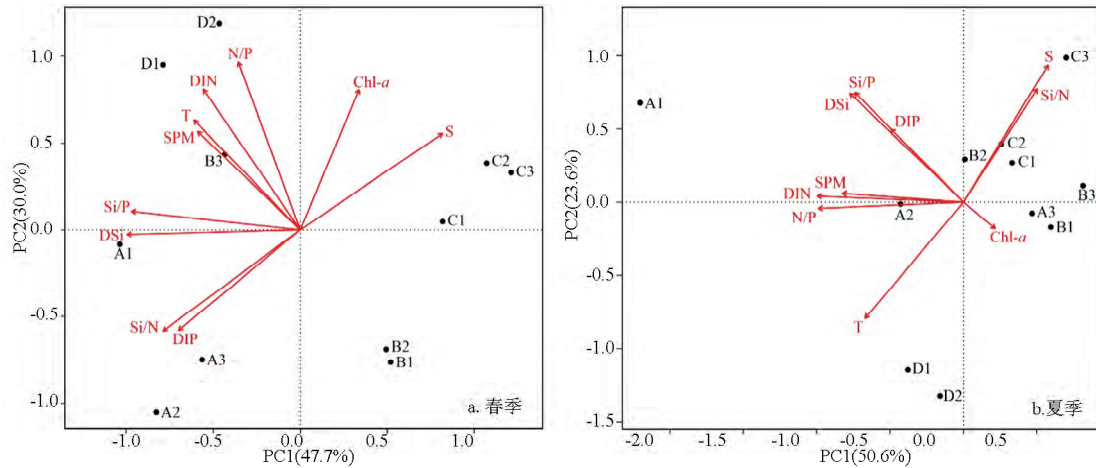 D2
D1
N/P
DIN
Chl-a
T
SPM
B3
S
C2
C3
C1
Si/P
DSi
A1
Si/N
DIP
A3
A2
B2
B1
1.0
0.5
0.0
-0.5
-1.0
PC2(30.0%)
-1.0
-0.5
0.0
0.5
1.0
PC1(47.7%)
a. 春季
A1
Si/P
DSi
DIP
S
C3
Si/N
C2
B2
C1
B3
SPM
DIN
N/P
A2
A3
B1
Chl-a
T
D1
D2
1.0
0.5
0.0
-0.5
-1.0
-1.5
PC2(23.6%)
-2.0
-0.5
0.0
0.5
PC1(50.6%)
b.夏季